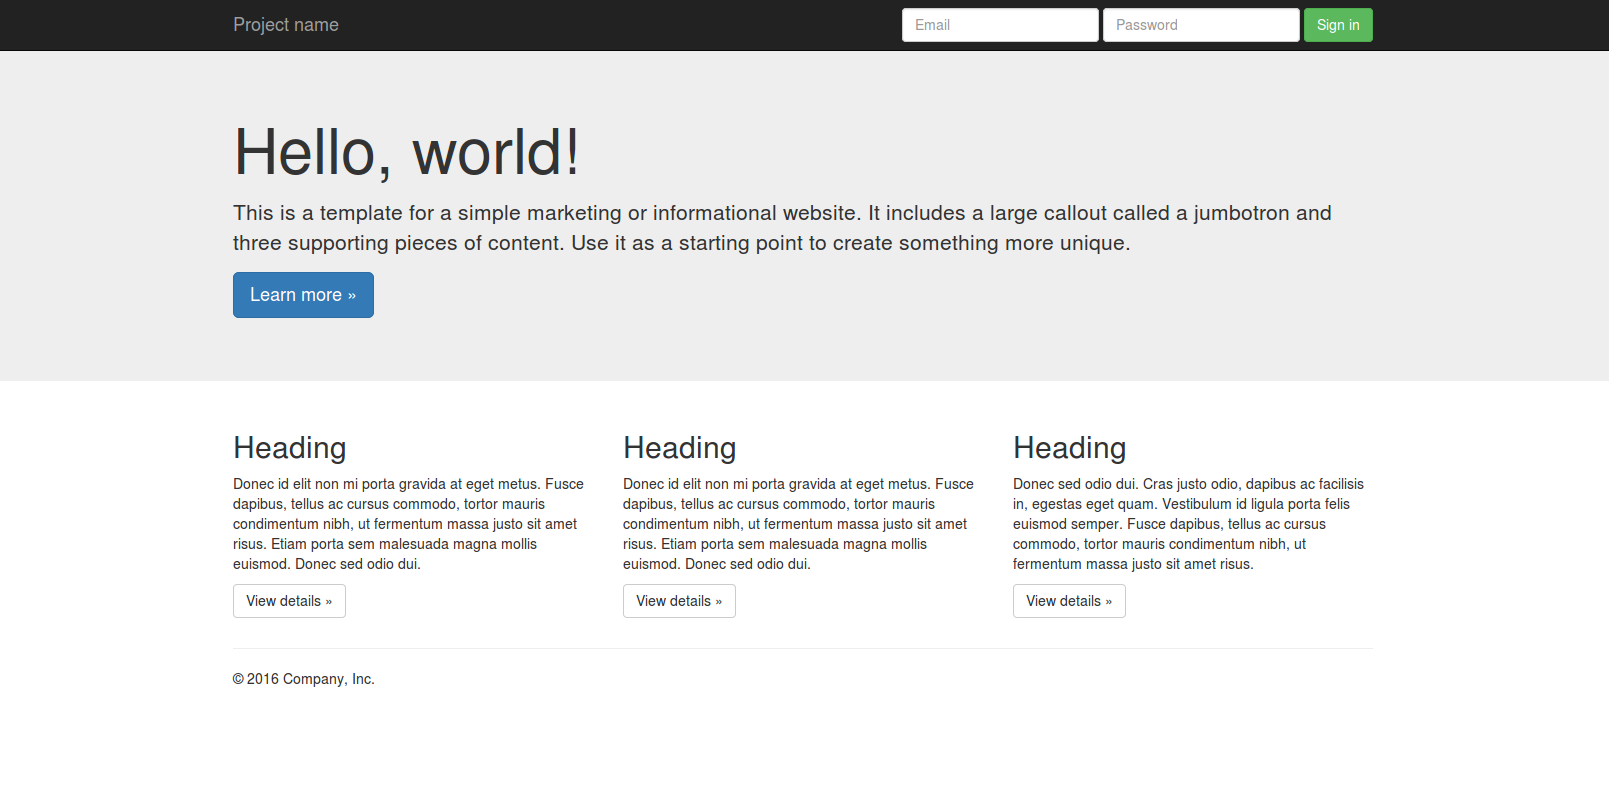 Project name
Email
Password
Sign in
Hello, world!
This is a template for a simple marketing or informational website. It includes a large callout called a jumbotron and
three supporting pieces of content. Use it as a starting point to create something more unique.
Learn more »
Heading
Donec id elit non mi porta gravida at eget metus. Fusce
dapibus, tellus ac cursus commodo, tortor mauris
condimentum nibh, ut fermentum massa justo sit amet
risus. Etiam porta sem malesuada magna mollis
euismod. Donec sed odio dui.
View details »
Heading
Donec id elit non mi porta gravida at eget metus. Fusce
dapibus, tellus ac cursus commodo, tortor mauris
condimentum nibh, ut fermentum massa justo sit amet
risus. Etiam porta sem malesuada magna mollis
euismod. Donec sed odio dui.
View details »
Heading
Donec sed odio dui. Cras justo odio, dapibus ac facilisis
in, egestas eget quam. Vestibulum id ligula porta felis
euismod semper. Fusce dapibus, tellus ac cursus
commodo, tortor mauris condimentum nibh, ut
fermentum massa justo sit amet risus.
View details »
© 2016 Company, Inc.